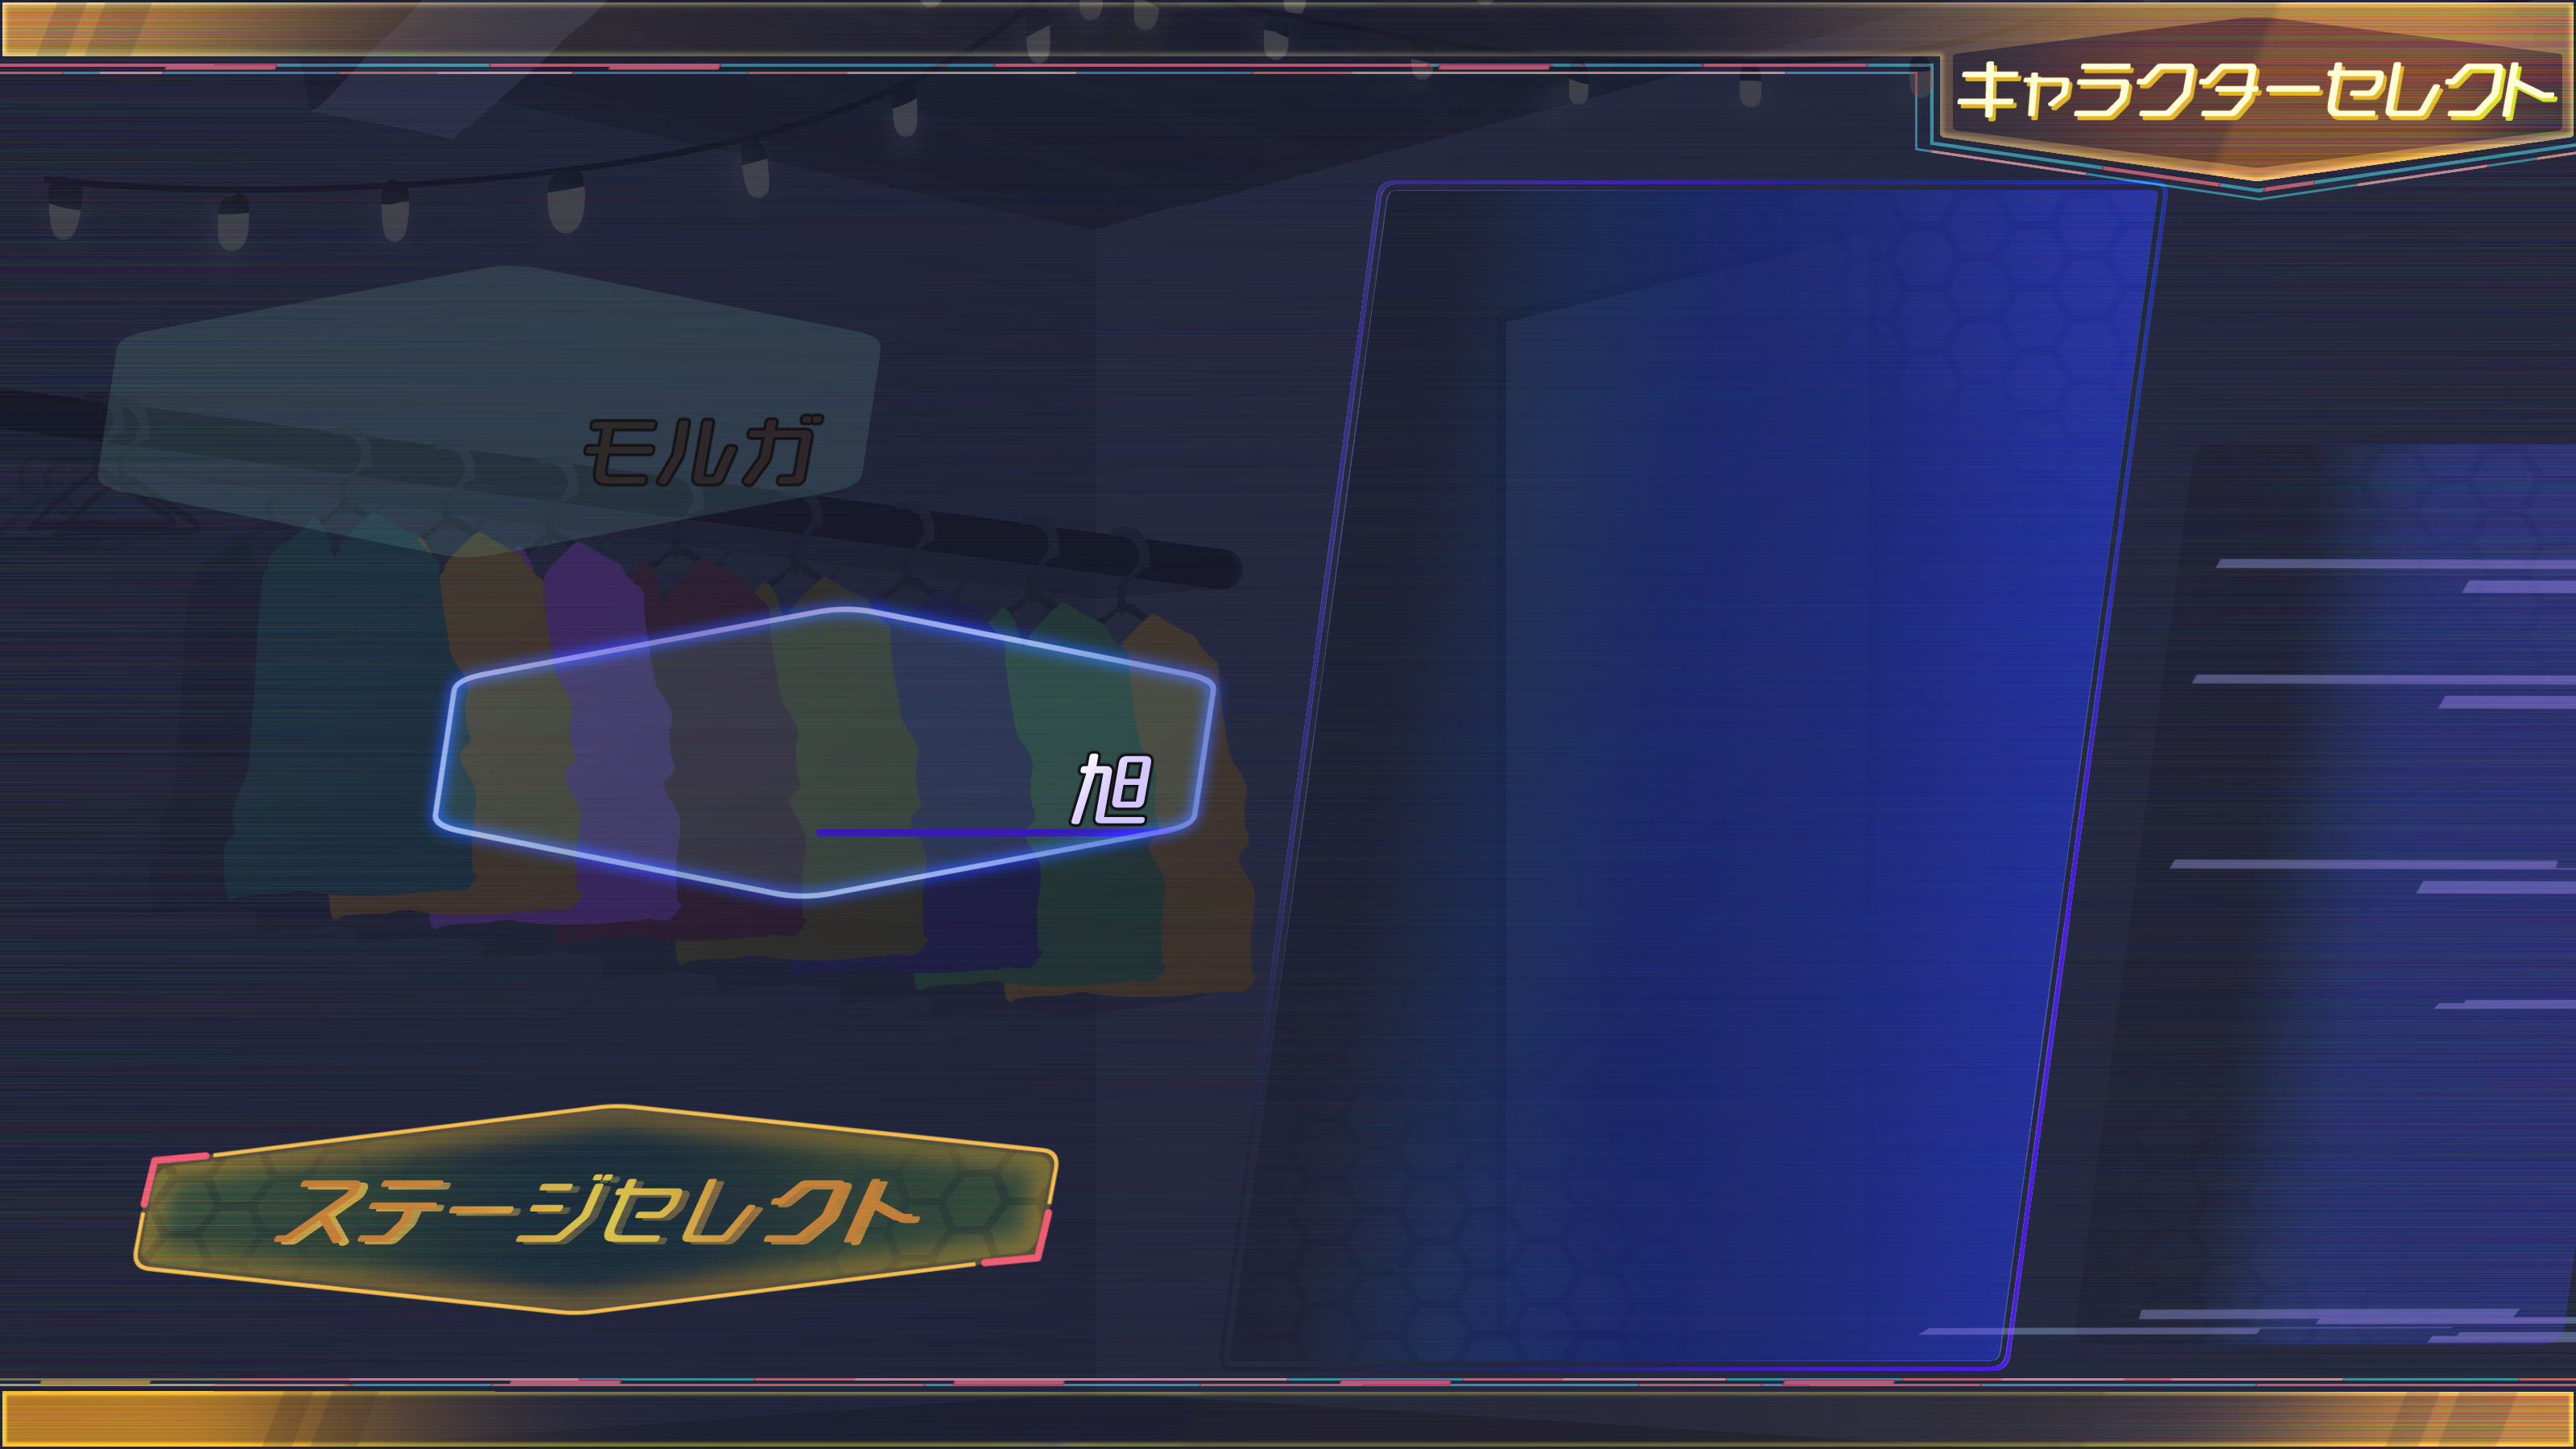 キャラクターセレクト
モルガ
旭
ステージセレクト